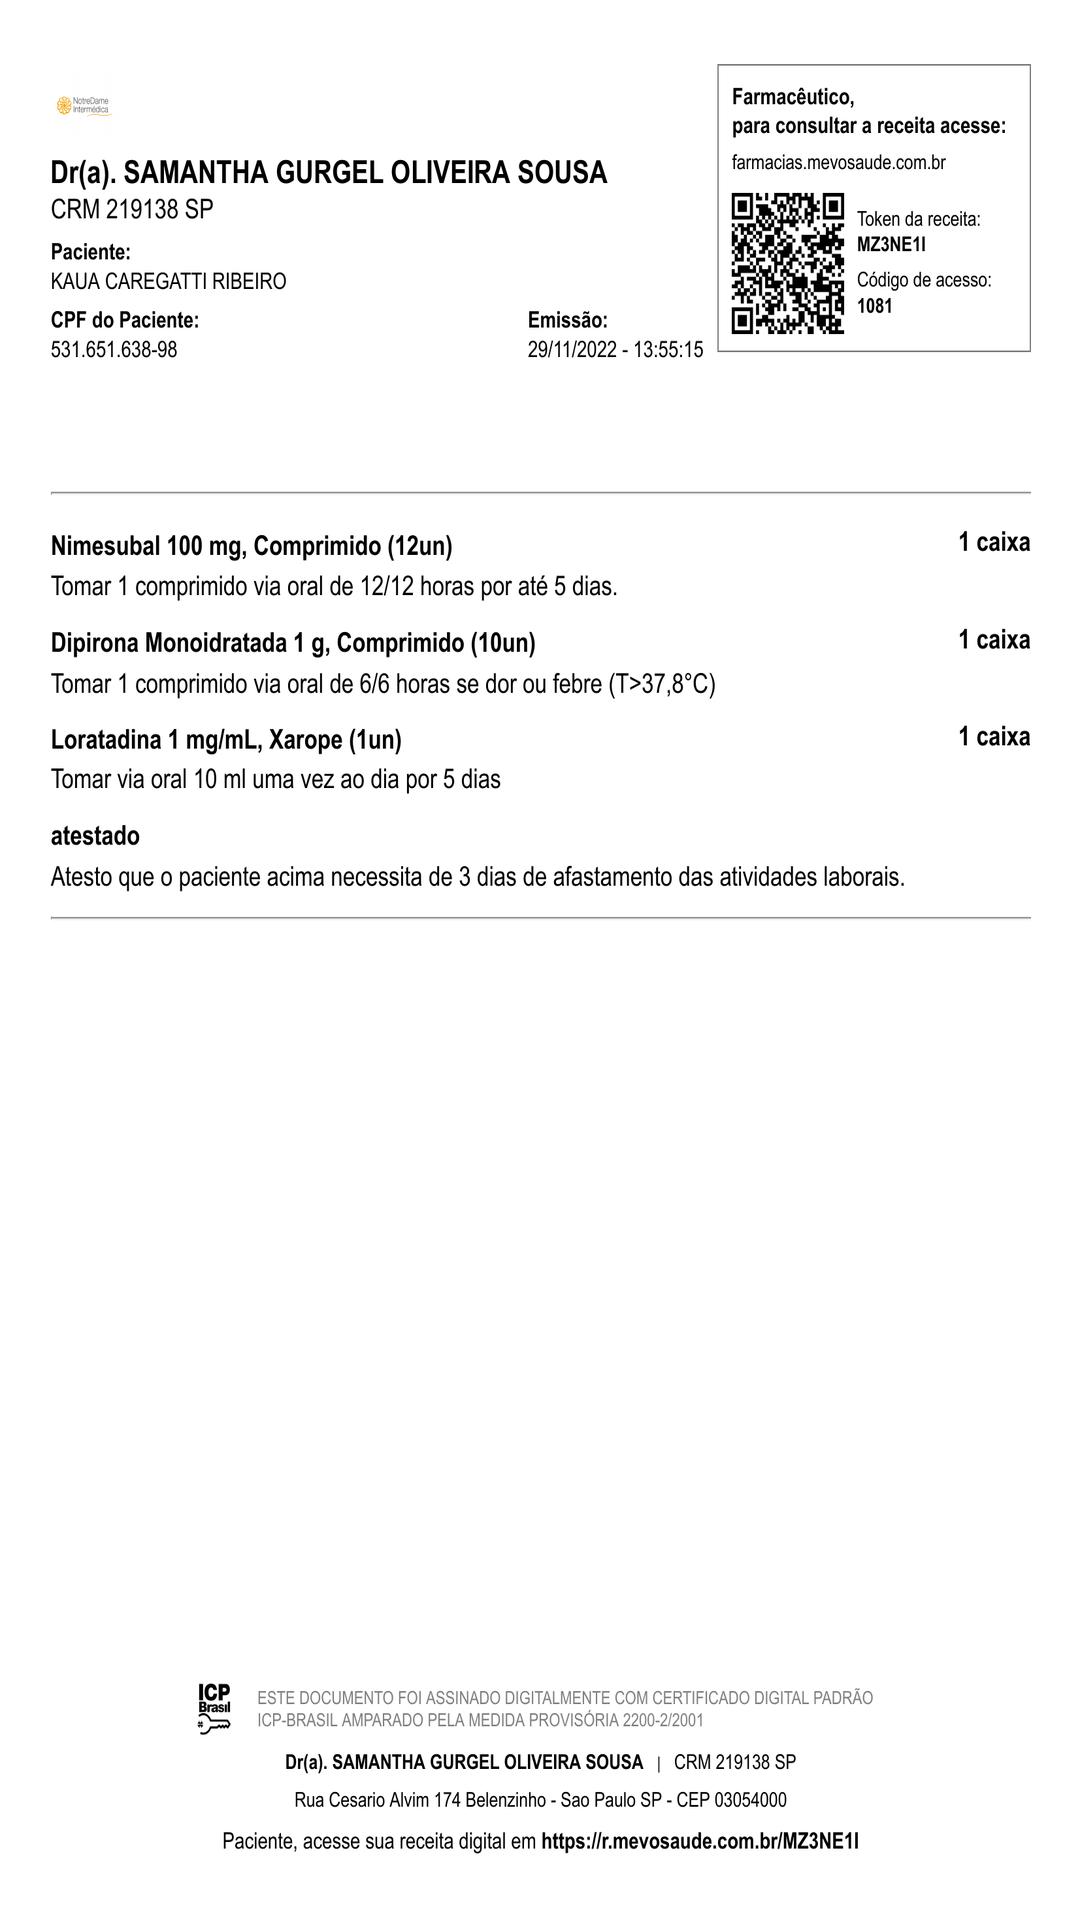 NotreDame
Intermédica
Farmacêutico,
para consultar a receita acesse:
farmacias.mevosaude.com.br
Token da receita:
MZ3NE1I
Código de acesso:
1081
Dr(a). SAMANTHA GURGEL OLIVEIRA SOUSA
CRM 219138 SP
Paciente:
KAUA CAREGATTI RIBEIRO
CPF do Paciente:
531.651.638-98
Emissão:
29/11/2022 - 13:55:15
Nimesubal 100 mg, Comprimido (12un) 1 caixa
Tomar 1 comprimido via oral de 12/12 horas por até 5 dias.
Dipirona Monoidratada 1 g, Comprimido (10un) 1 caixa
Tomar 1 comprimido via oral de 6/6 horas se dor ou febre (T>37,8°C)
Loratadina 1 mg/mL, Xarope (1un) 1 caixa
Tomar via oral 10 ml uma vez ao dia por 5 dias
atestado
Atesto que o paciente acima necessita de 3 dias de afastamento das atividades laborais.
ICP
Brasil
ESTE DOCUMENTO FOI ASSINADO DIGITALMENTE COM CERTIFICADO DIGITAL PADRÃO
ICP-BRASIL AMPARADO PELA MEDIDA PROVISÓRIA 2200-2/2001
Dr(a). SAMANTHA GURGEL OLIVEIRA SOUSA | CRM 219138 SP
Rua Cesario Alvim 174 Belenzinho - Sao Paulo SP - CEP 03054000
Paciente, acesse sua receita digital em https://r.mevosaude.com.br/MZ3NE1I